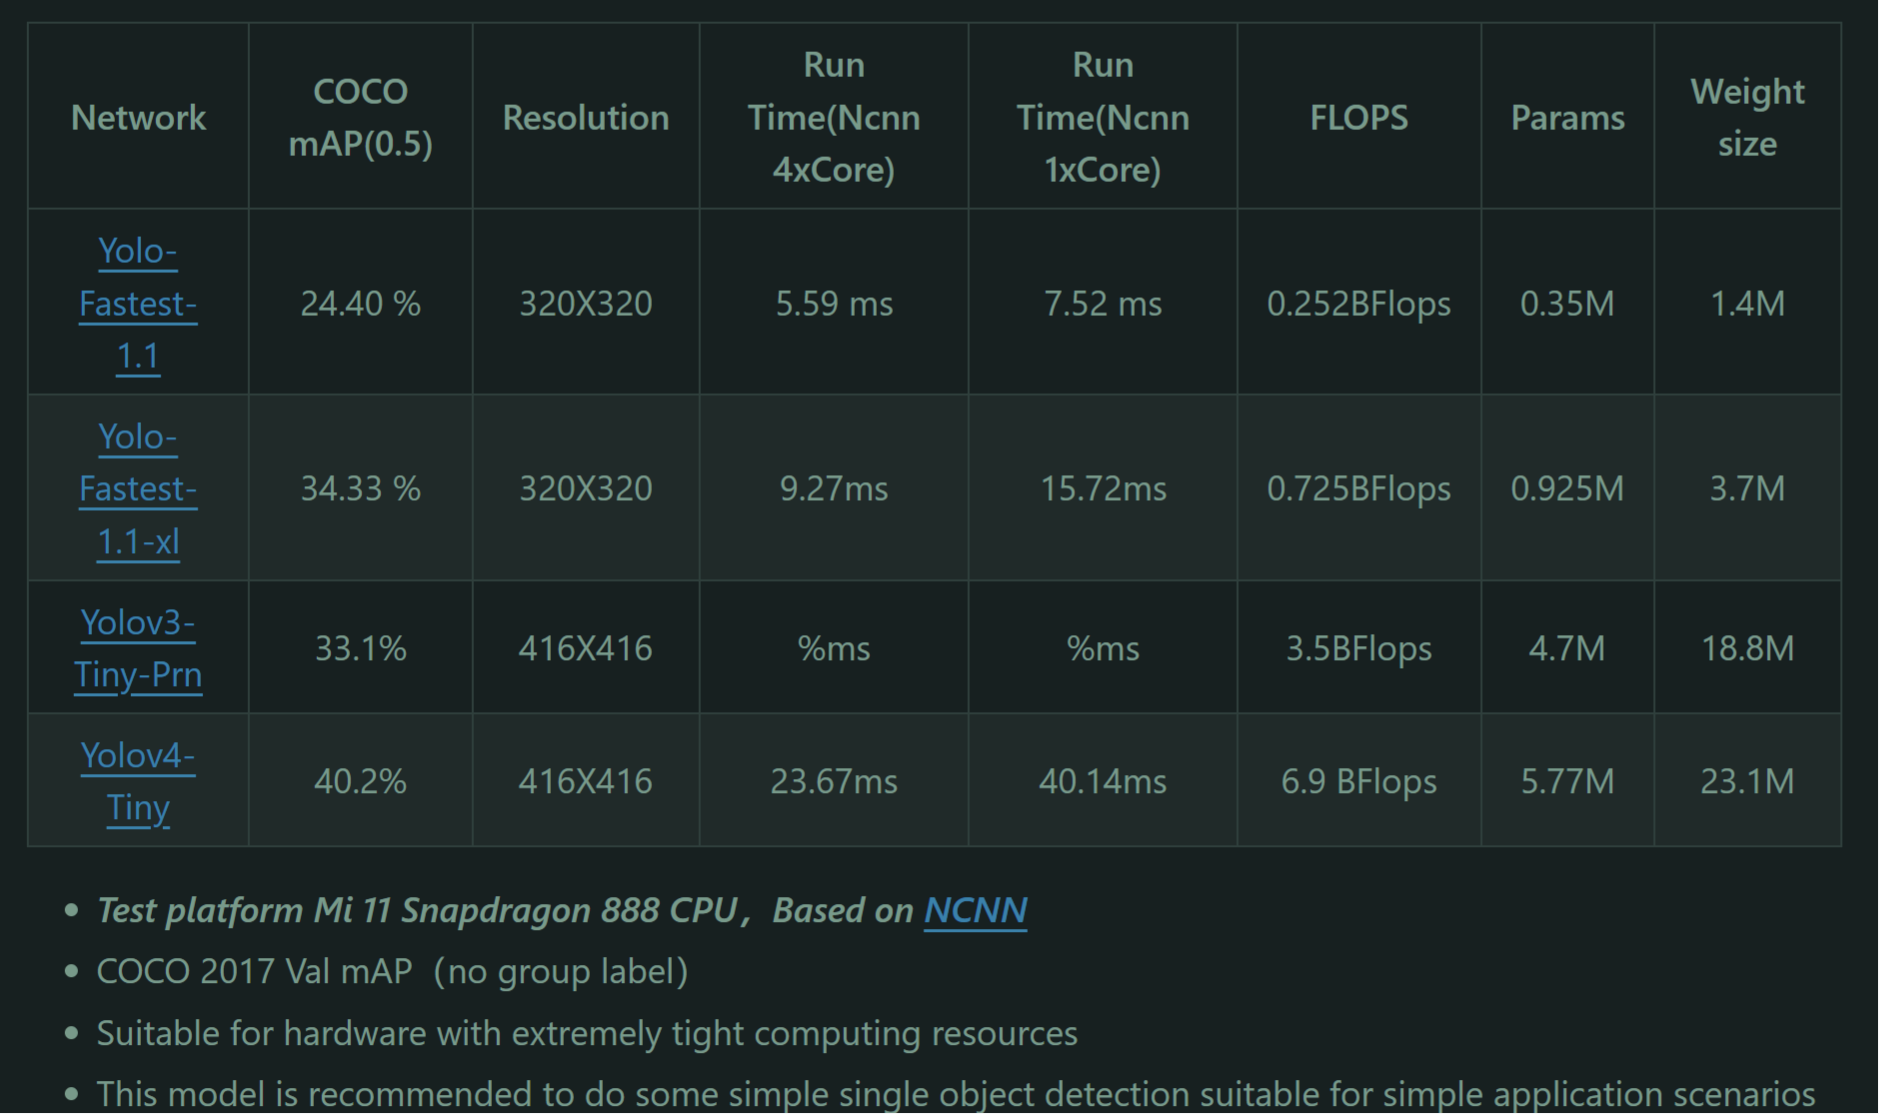 Network COCO mAP(0.5) Resolution Run Time(Ncnn 4xCore) Run Time(Ncnn 1xCore) FLOPS Params Weight size
Yolo-Fastest-1.1 24.40 % 320X320 5.59 ms 7.52 ms 0.252BFlops 0.35M 1.4M
Yolo-Fastest-1.1-xl 34.33 % 320X320 9.27ms 15.72ms 0.725BFlops 0.925M 3.7M
Yolov3-Tiny-Prn 33.1% 416X416 %ms %ms 3.5BFlops 4.7M 18.8M
Yolov4-Tiny 40.2% 416X416 23.67ms 40.14ms 6.9 BFlops 5.77M 23.1M
Test platform Mi 11 Snapdragon 888 CPU，Based on NCNN
COCO 2017 Val mAP（no group label）
Suitable for hardware with extremely tight computing resources
This model is recommended to do some simple single object detection suitable for simple application scenarios